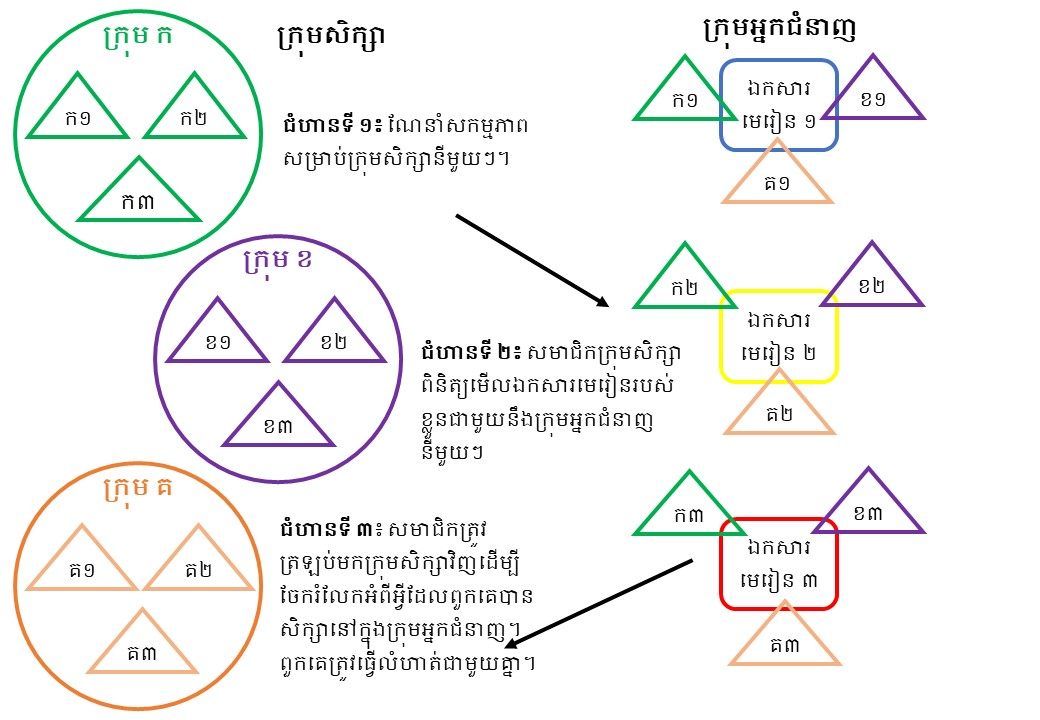 ក្រុមសិក្សា
ក្រុម ក
ក១
ក២
ក៣
ជំហានទី ១៖ ណែនាំសកម្មភាព
សម្រាប់ក្រុមសិក្សានីមួយៗ។
ក្រុម ខ
ខ១
ខ២
ខ៣
ជំហានទី ២៖ សមាជិកក្រុមសិក្សា
ពិនិត្យមើលឯកសារមេរៀនរបស់
ខ្លួនជាមួយនឹងក្រុមអ្នកជំនាញ
នីមួយៗ
ក្រុម គ
គ១
គ២
គ៣
ជំហានទី ៣៖ សមាជិកត្រូវ
ត្រឡប់មកក្រុមសិក្សាវិញដើម្បី
ចែករំលែកអំពីអ្វីដែលពួកគេបាន
សិក្សានៅក្នុងក្រុមអ្នកជំនាញ។
ពួកគេត្រូវធ្វើលំហាត់ជាមួយគ្នា។
ក្រុមអ្នកជំនាញ
ក១
ឯកសារ
មេរៀន ១
ខ១
គ១
ក២
ឯកសារ
មេរៀន ២
ខ២
គ២
ក៣
ឯកសារ
មេរៀន ៣
ខ៣
គ៣